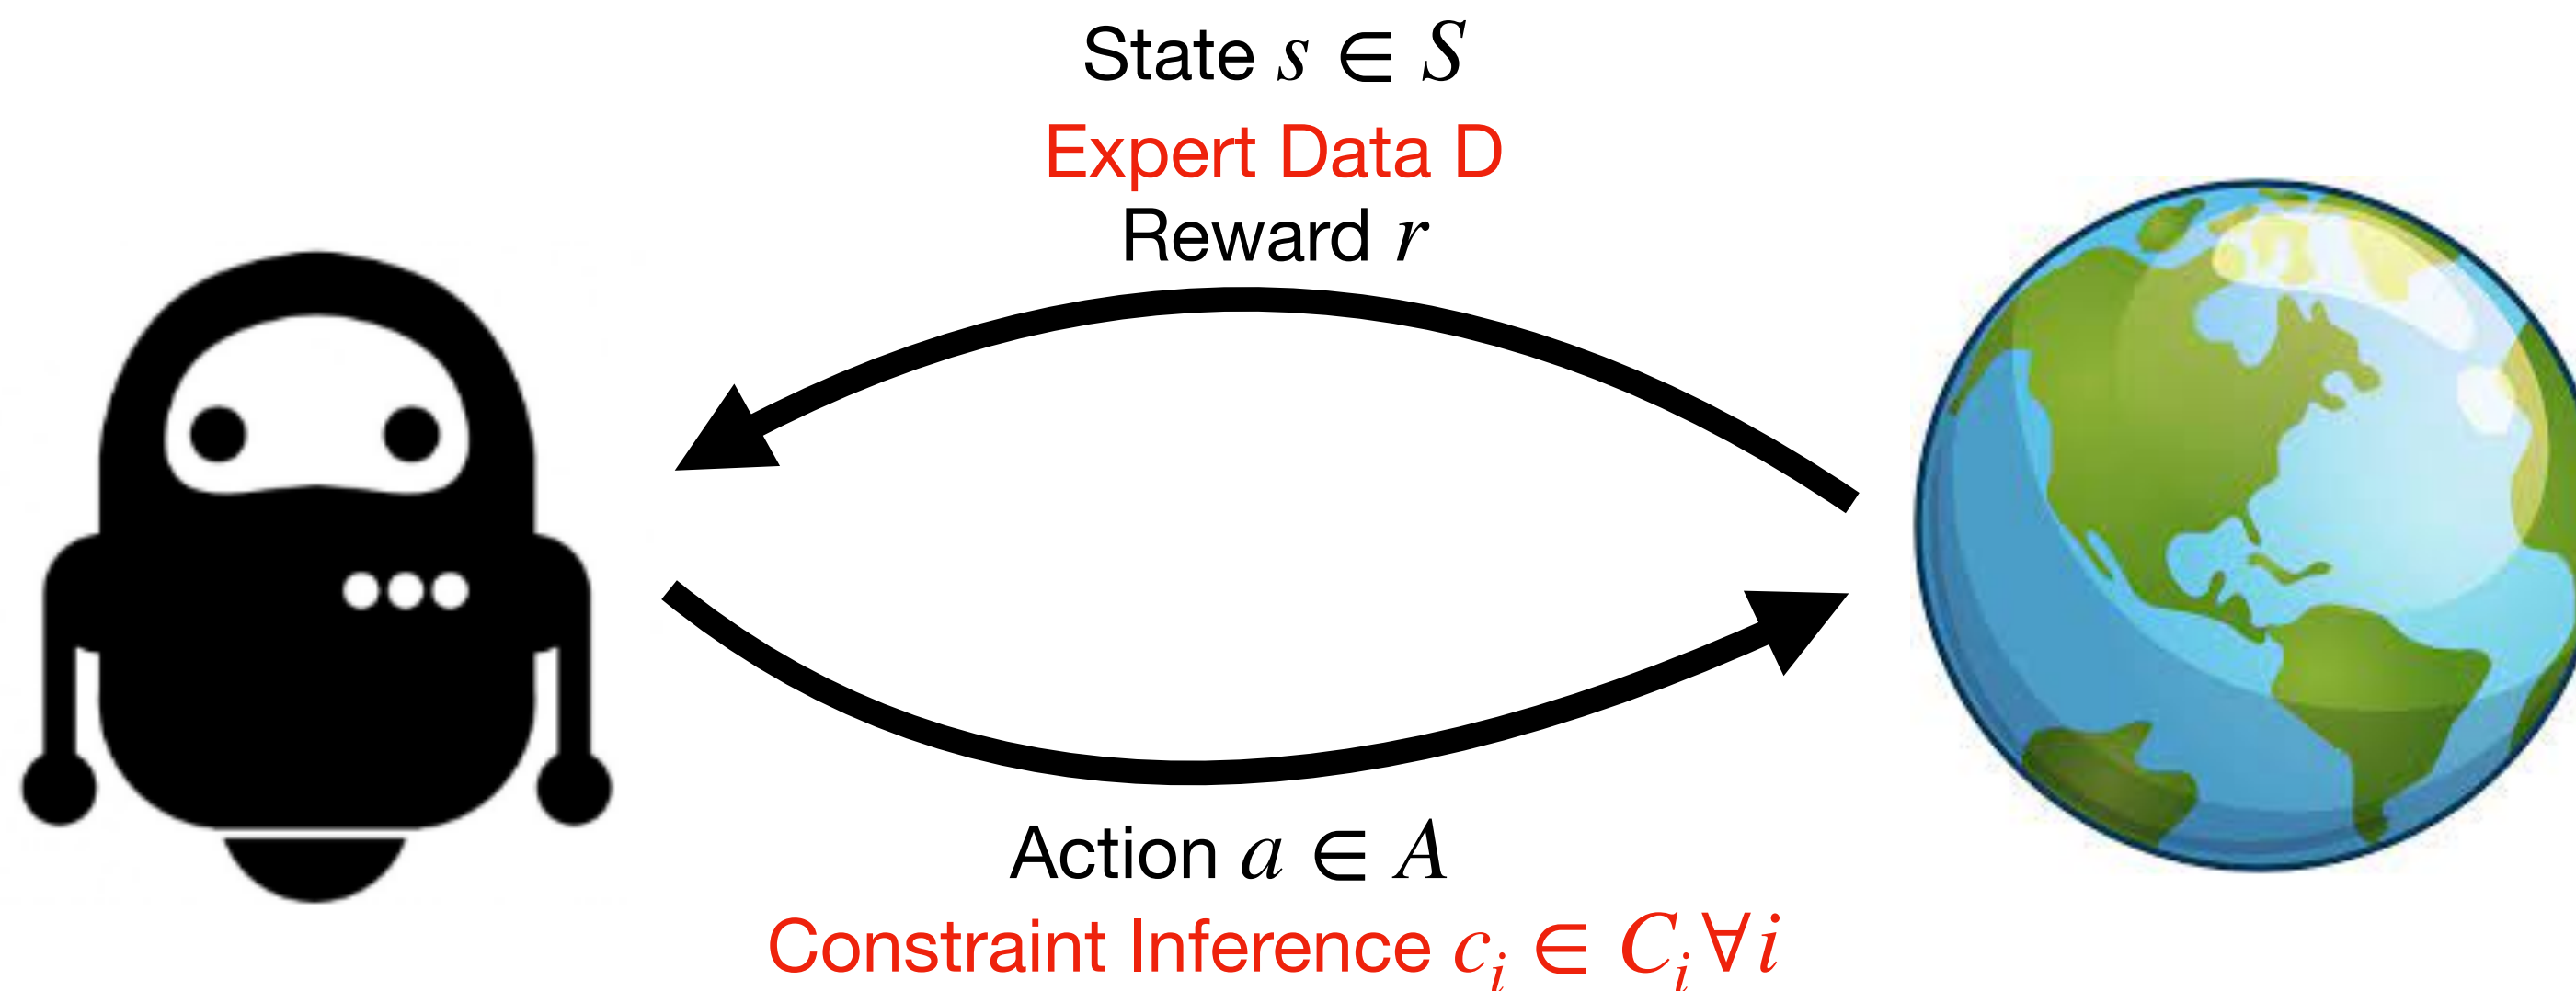 State s ∈ S
Expert Data D
Reward r
Action a ∈ A
Constraint Inference c_i ∈ C_i ∀i